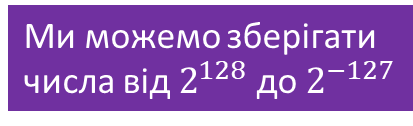 Ми можемо зберігати
числа від 2¹²⁸ до 2⁻¹²⁷